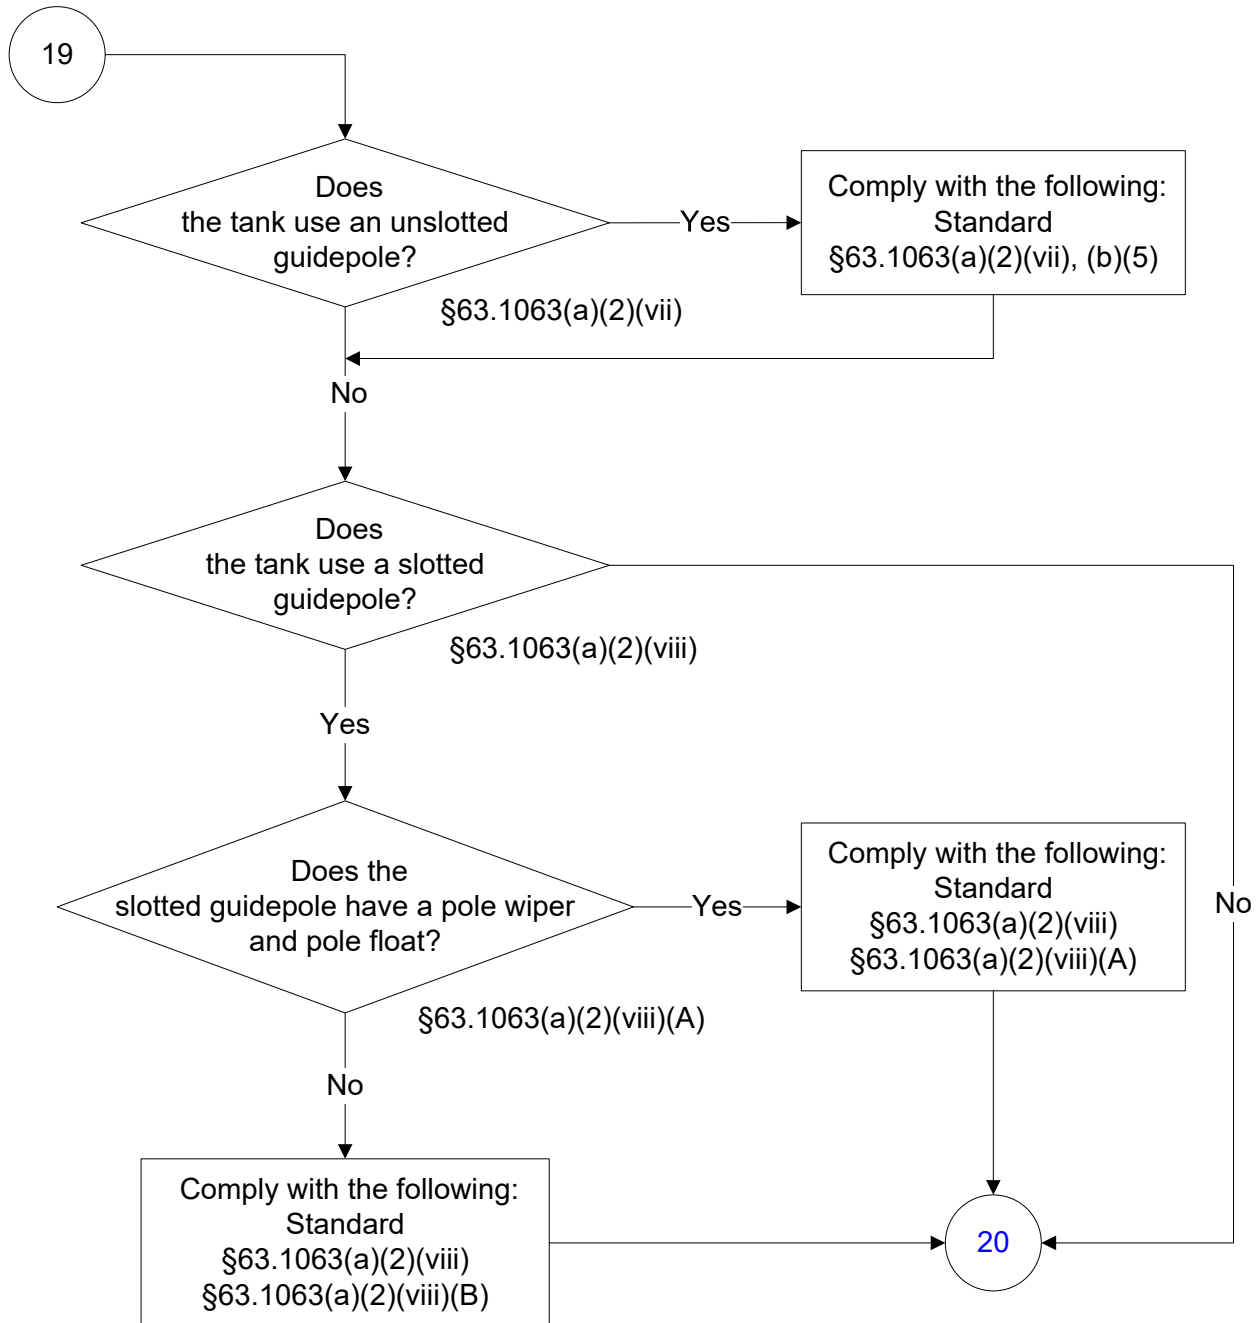 19
Does
the tank use an unslotted
guidepole?
Yes
Comply with the following:
Standard
§63.1063(a)(2)(vii), (b)(5)
§63.1063(a)(2)(vii)
No
Does
the tank use a slotted
guidepole?
§63.1063(a)(2)(viii)
Yes
Does the
slotted guidepole have a pole wiper
and pole float?
Yes
Comply with the following:
Standard
§63.1063(a)(2)(viii)
§63.1063(a)(2)(viii)(A)
No
§63.1063(a)(2)(viii)(A)
No
Comply with the following:
Standard
§63.1063(a)(2)(viii)
§63.1063(a)(2)(viii)(B)
20